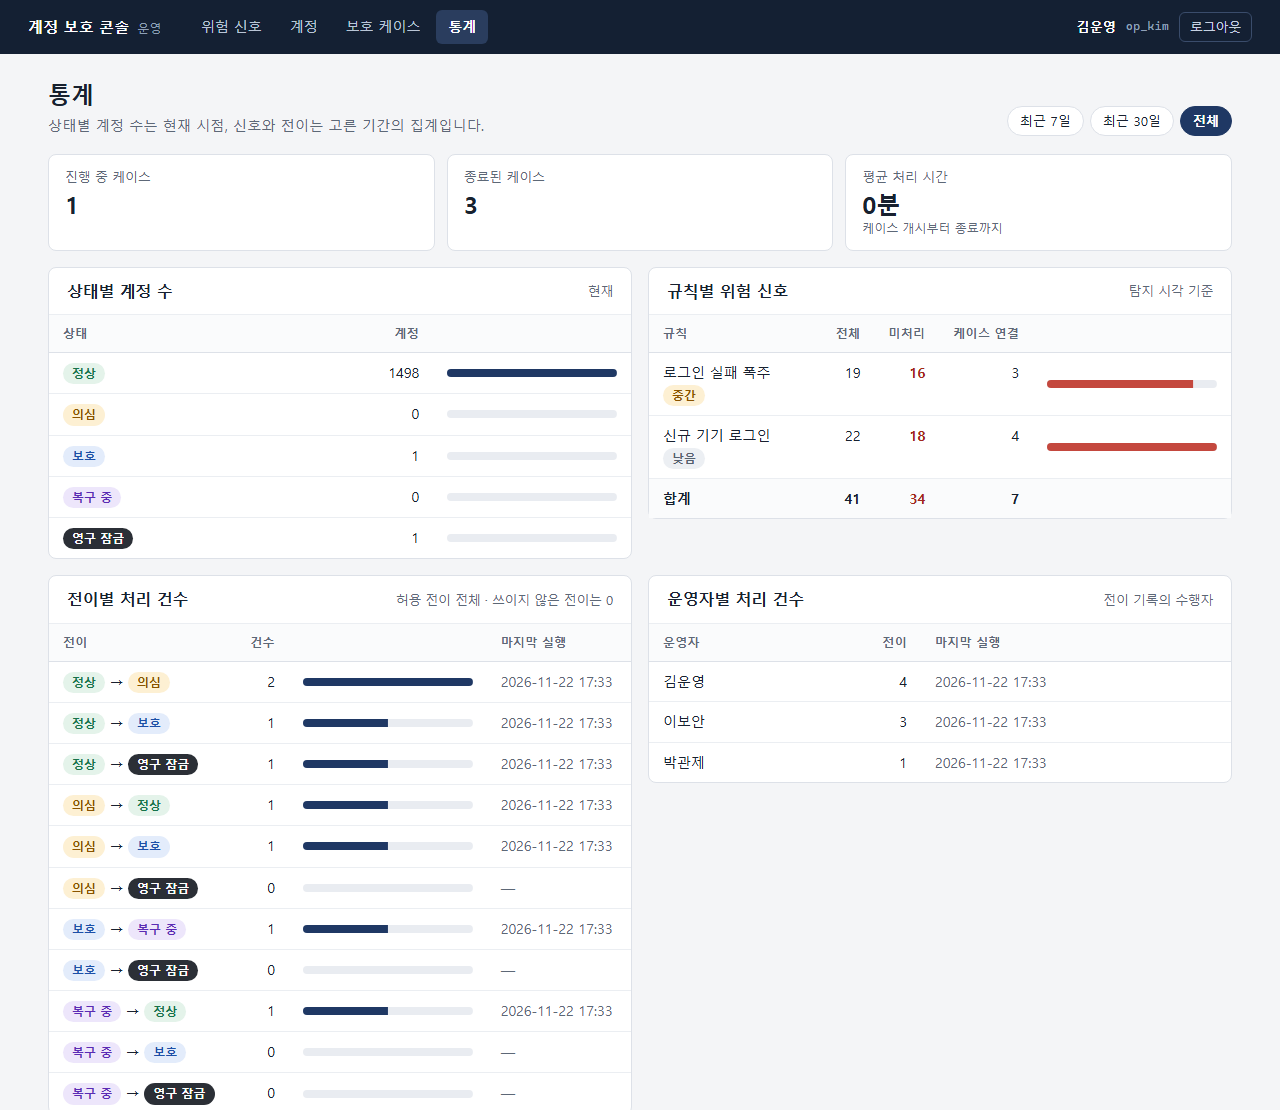 계정 보호 콘솔 운영 위험 신호 계정 보호 케이스 통계 김운영 op_kim 로그아웃
통계
상태별 계정 수는 현재 시점, 신호와 전이는 고른 기간의 집계입니다.
최근 7일 최근 30일 전체
진행 중 케이스
1
종료된 케이스
3
평균 처리 시간
0분
케이스 개시부터 종료까지
상태별 계정 수 현재
상태 계정
정상 1498
의심 0
보호 1
복구 중 0
영구 잠금 1
규칙별 위험 신호 탐지 시각 기준
규칙 전체 미처리 케이스 연결
로그인 실패 폭주 19 16 3
중간
신규 기기 로그인 22 18 4
낮음
합계 41 34 7
전이별 처리 건수 허용 전이 전체 · 쓰이지 않은 전이는 0
전이 건수 마지막 실행
정상 → 의심 2 2026-11-22 17:33
정상 → 보호 1 2026-11-22 17:33
정상 → 영구 잠금 1 2026-11-22 17:33
의심 → 정상 1 2026-11-22 17:33
의심 → 보호 1 2026-11-22 17:33
의심 → 영구 잠금 0 —
보호 → 복구 중 1 2026-11-22 17:33
보호 → 영구 잠금 0 —
복구 중 → 정상 1 2026-11-22 17:33
복구 중 → 보호 0 —
복구 중 → 영구 잠금 0 —
운영자별 처리 건수 전이 기록의 수행자
운영자 전이 마지막 실행
김운영 4 2026-11-22 17:33
이보안 3 2026-11-22 17:33
박관제 1 2026-11-22 17:33